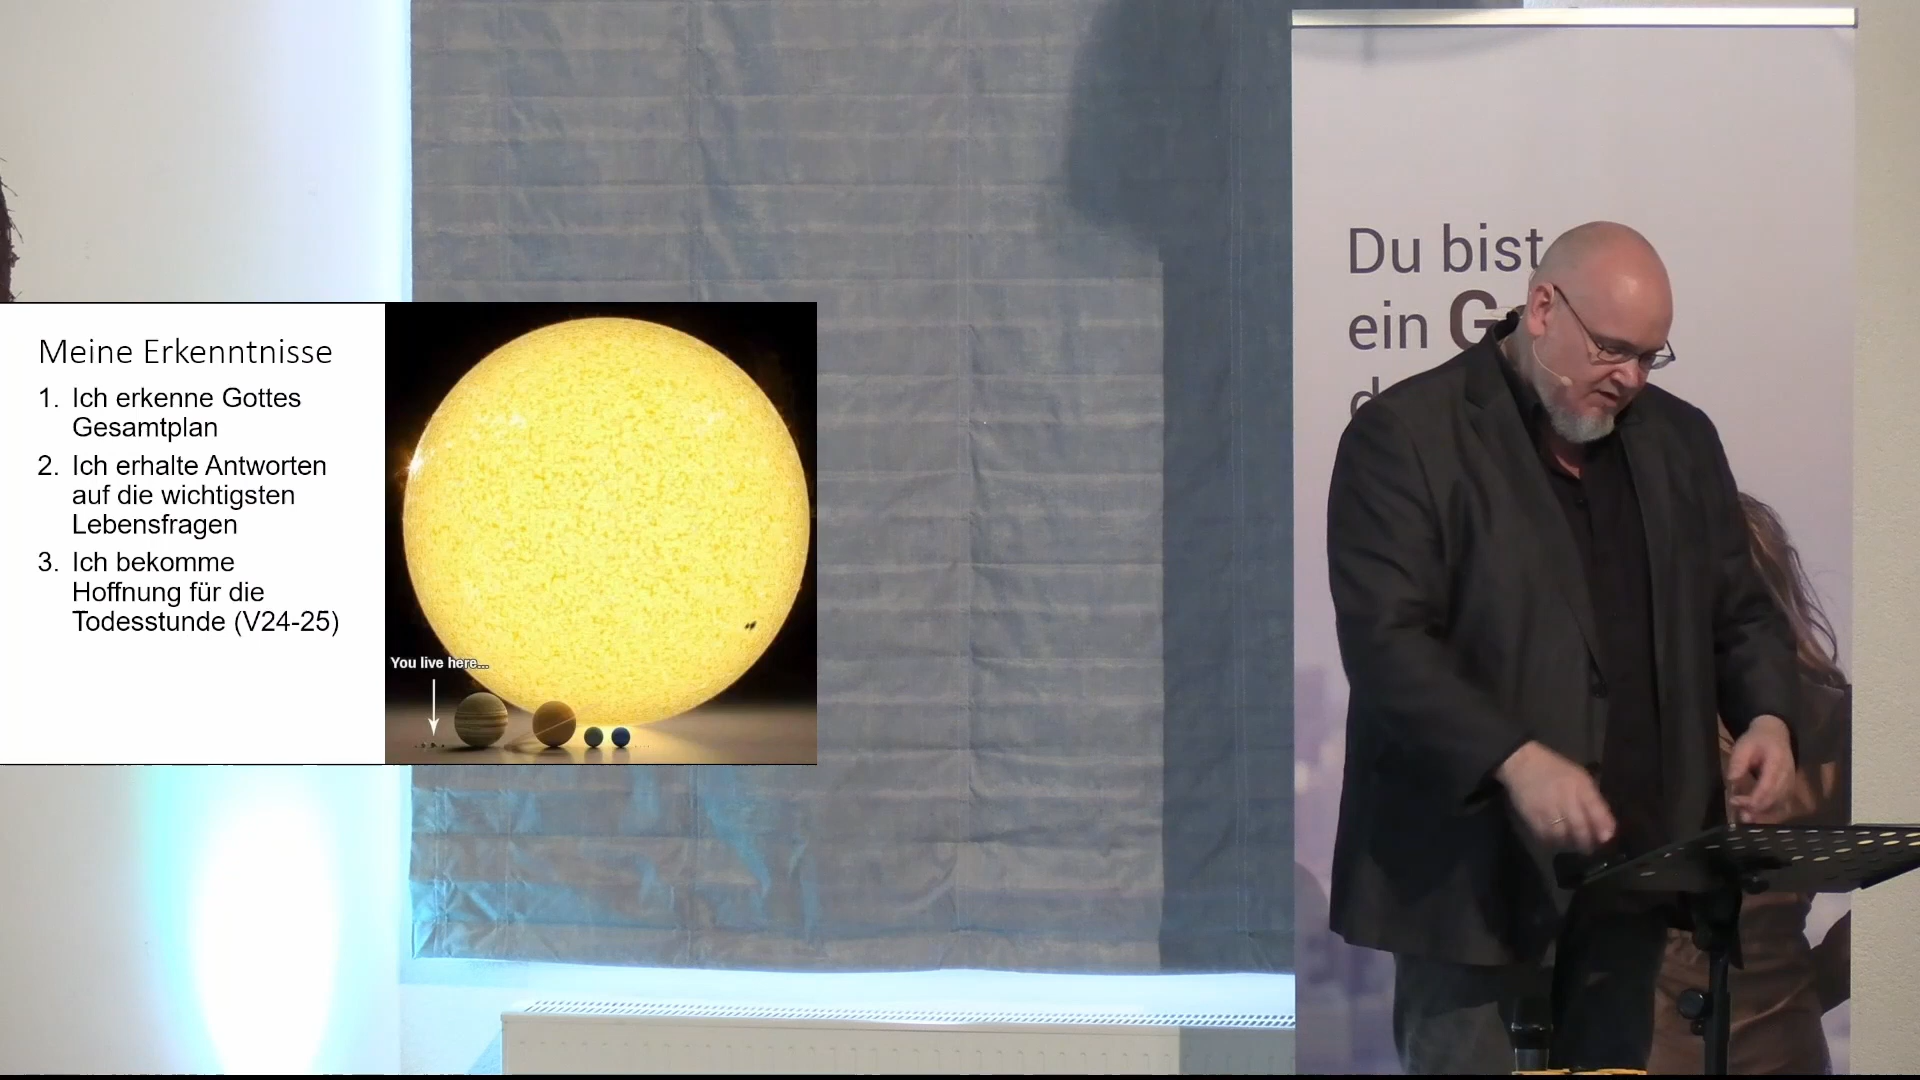 Meine Erkenntnisse
1. Ich erkenne Gottes
Gesamtplan
2. Ich erhalte Antworten
auf die wichtigsten
Lebensfragen
3. Ich bekomme
Hoffnung für die
Todesstunde (V24-25)
You live here...
Du bist
ein